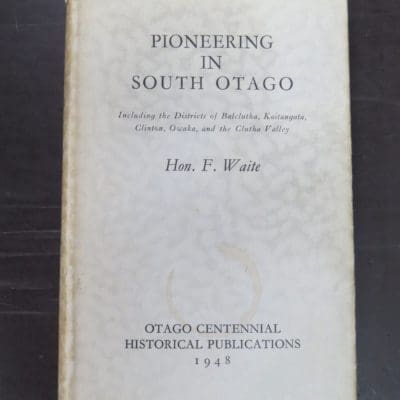 PIONEERING
IN
SOUTH OTAGO
Including the Districts of Balclutha, Kaitangata,
Clinton, Owaka, and the Clutha Valley
Hon. F. Waite
OTAGO CENTENNIAL
HISTORICAL PUBLICATIONS
1948